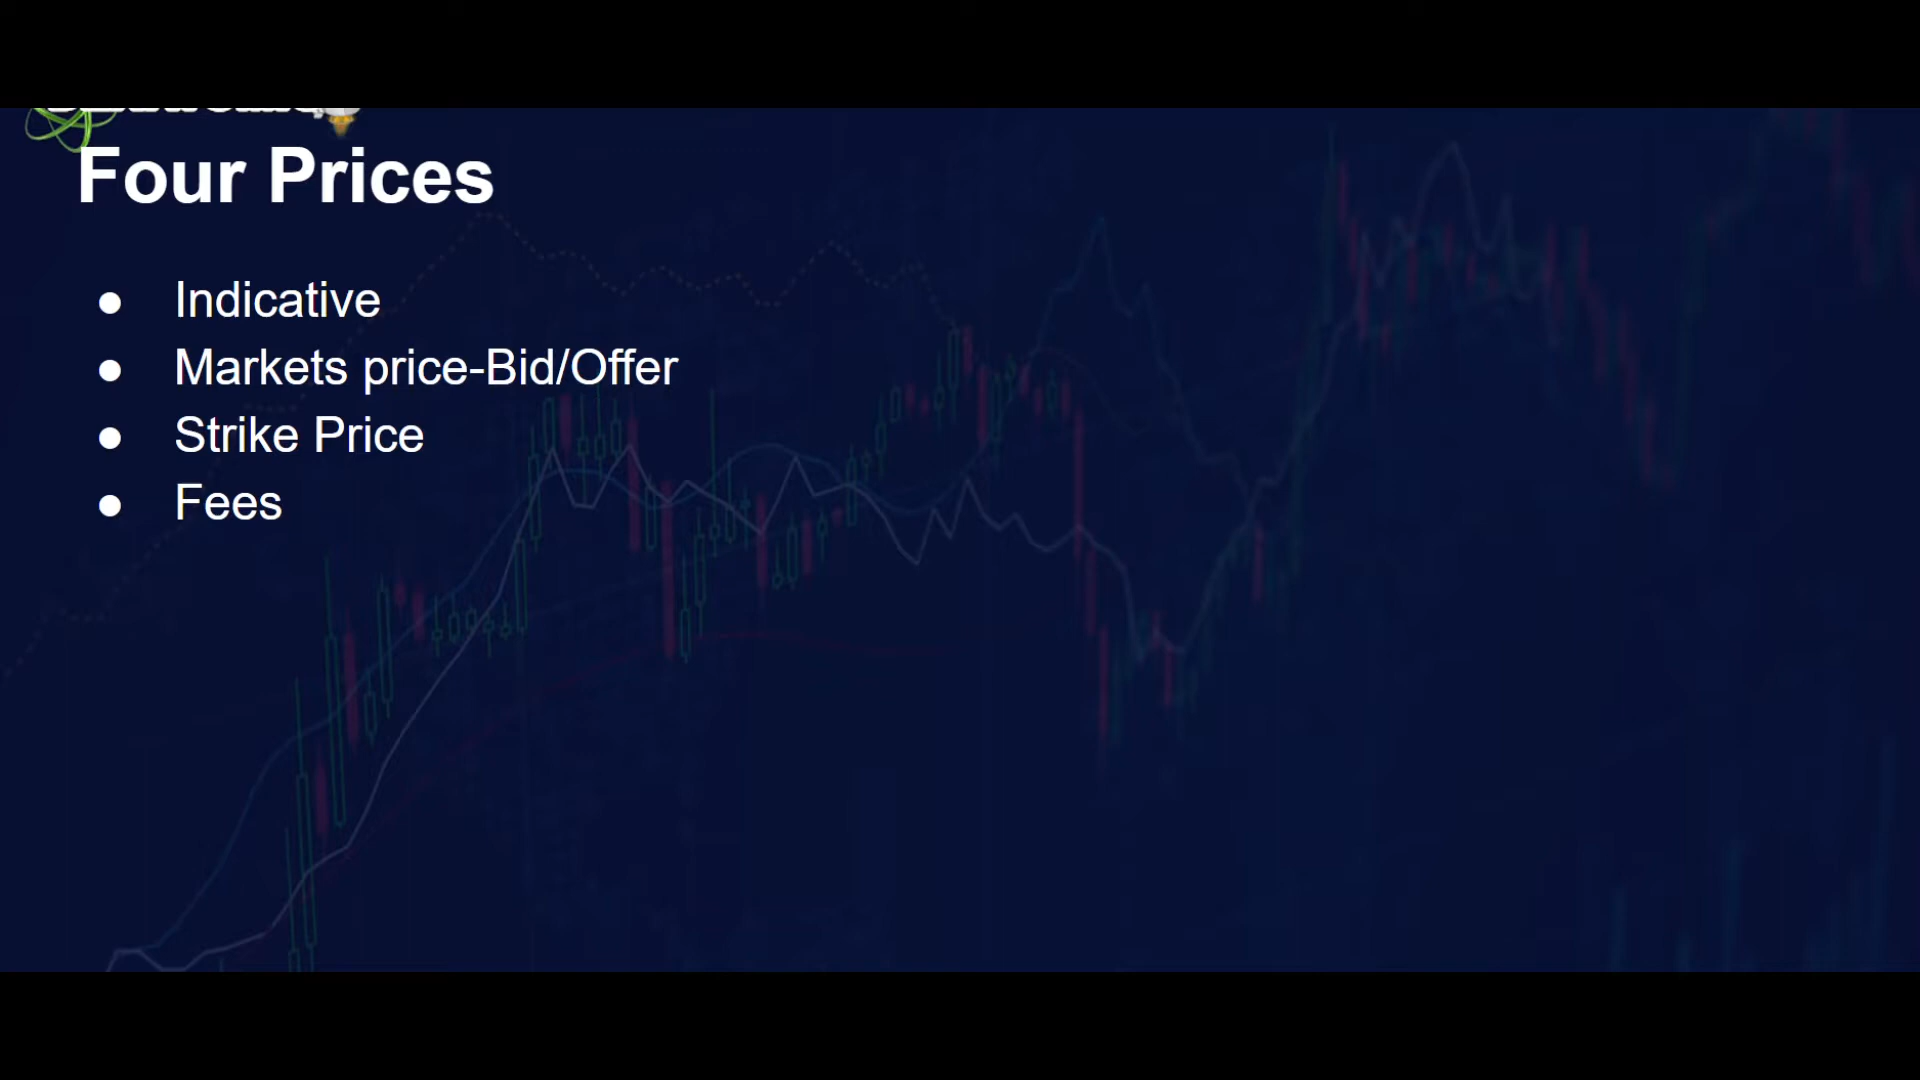 Four Prices
● Indicative
● Markets price-Bid/Offer
● Strike Price
● Fees